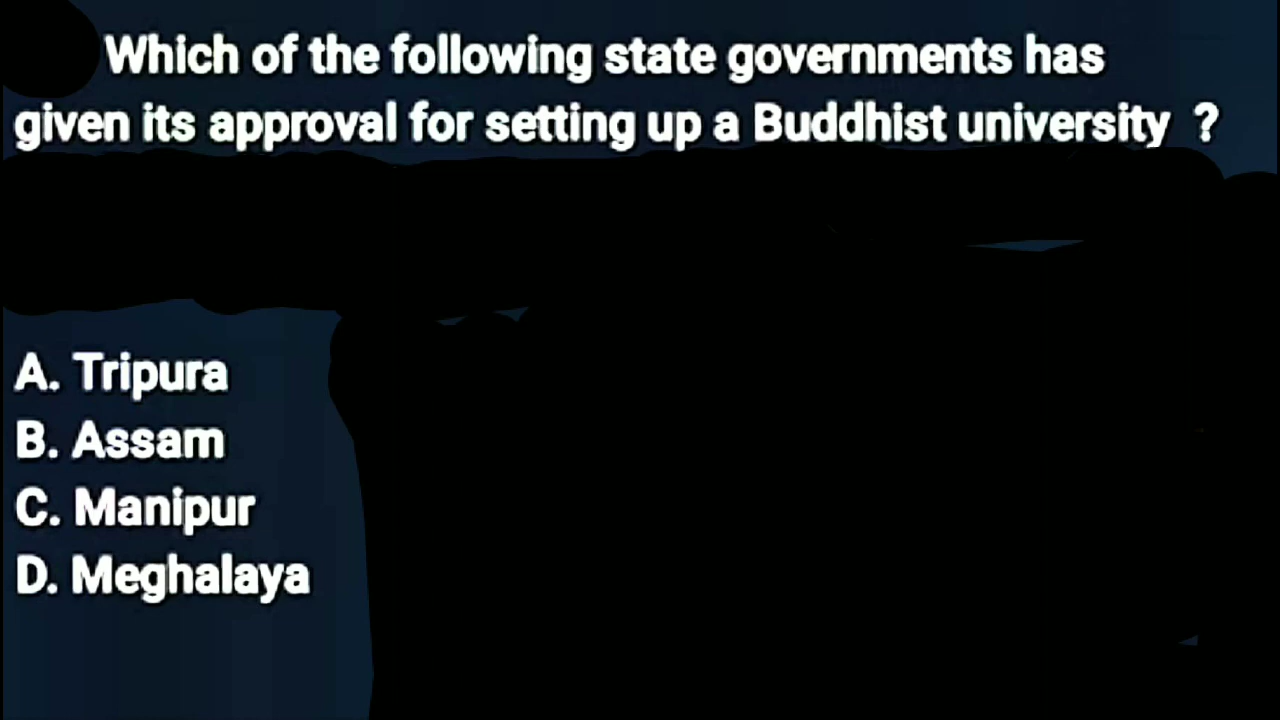 Which of the following state governments has
given its approval for setting up a Buddhist university ?
A. Tripura
B. Assam
C. Manipur
D. Meghalaya